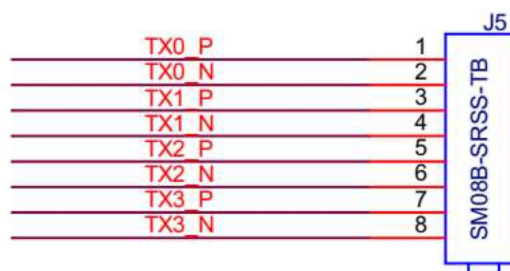 J5
TX0_P 1
TX0_N 2
TX1_P 3
TX1_N 4
TX2_P 5
TX2_N 6
TX3_P 7
TX3_N 8
SM08B-SRSS-TB